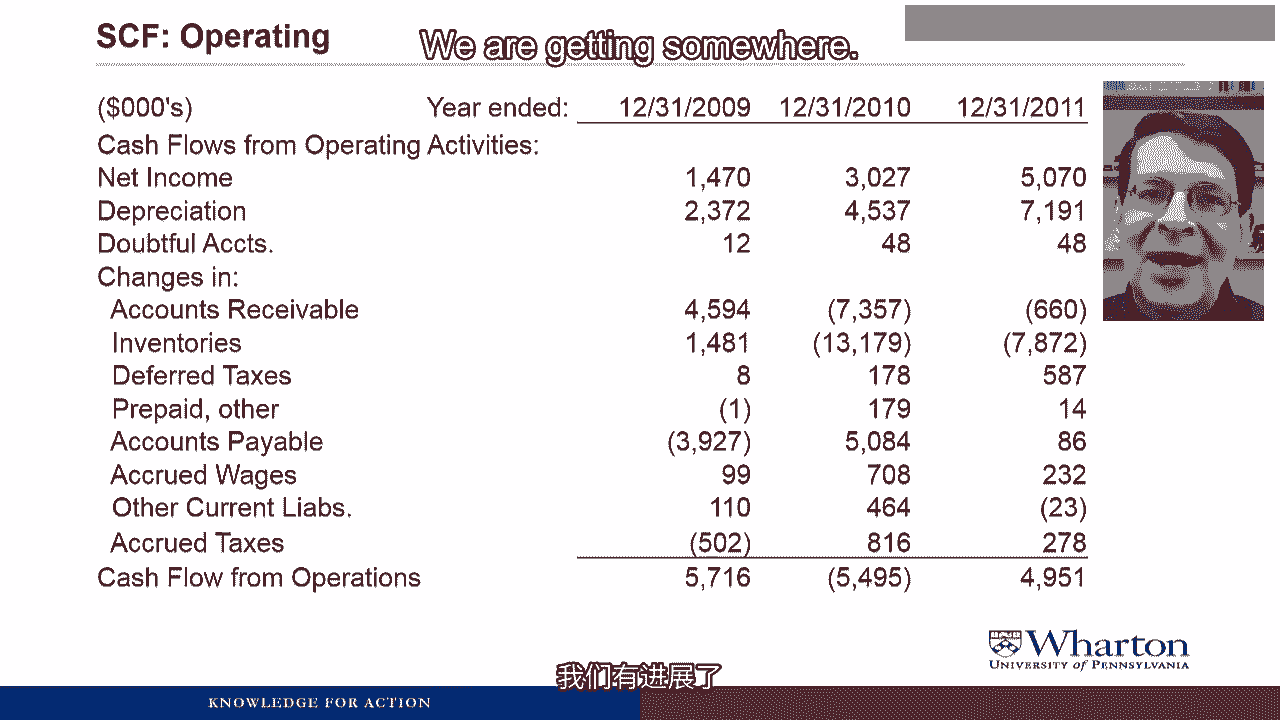 SCF: Operating
We are getting somewhere.
($000's) Year ended: 12/31/2009 12/31/2010 12/31/2011
Cash Flows from Operating Activities:
Net Income 1,470 3,027 5,070
Depreciation 2,372 4,537 7,191
Doubtful Accts. 12 48 48
Changes in:
Accounts Receivable 4,594 (7,357) (660)
Inventories 1,481 (13,179) (7,872)
Deferred Taxes 8 178 587
Prepaid, other (1) 179 14
Accounts Payable (3,927) 5,084 86
Accrued Wages 99 708 232
Other Current Liabs. 110 464 (23)
Accrued Taxes (502) 816 278
Cash Flow from Operations 5,716 (5,495) 4,951
Wharton
UNIVERSITY of PENNSYLVANIA
我们有进展了
KNOWLEDGE FOR ACTION